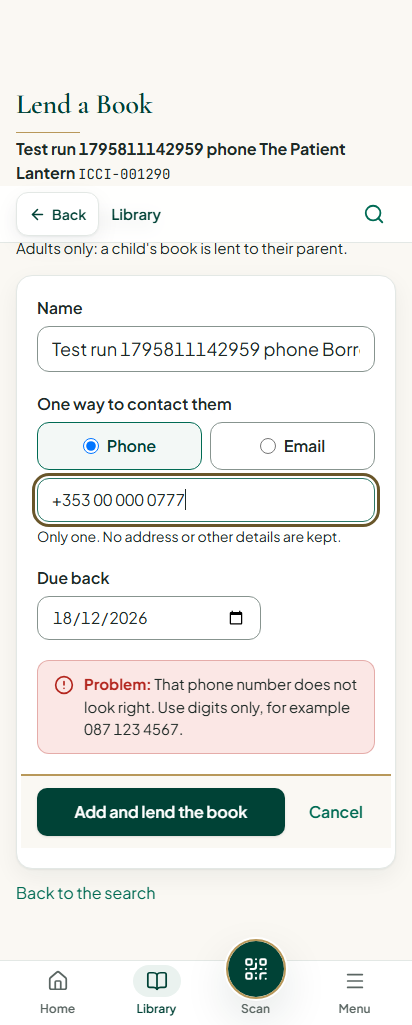 Lend a Book
Test run 1795811142959 phone The Patient
Lantern ICCI-001290
Back
Library
Adults only: a child's book is lent to their parent.
Name
Test run 1795811142959 phone Borr
One way to contact them
Phone
Email
+353 00 000 0777
Only one. No address or other details are kept.
Due back
18/12/2026
Problem: That phone number does not
look right. Use digits only, for example
087 123 4567.
Add and lend the book
Cancel
Back to the search
Home
Library
Scan
Menu